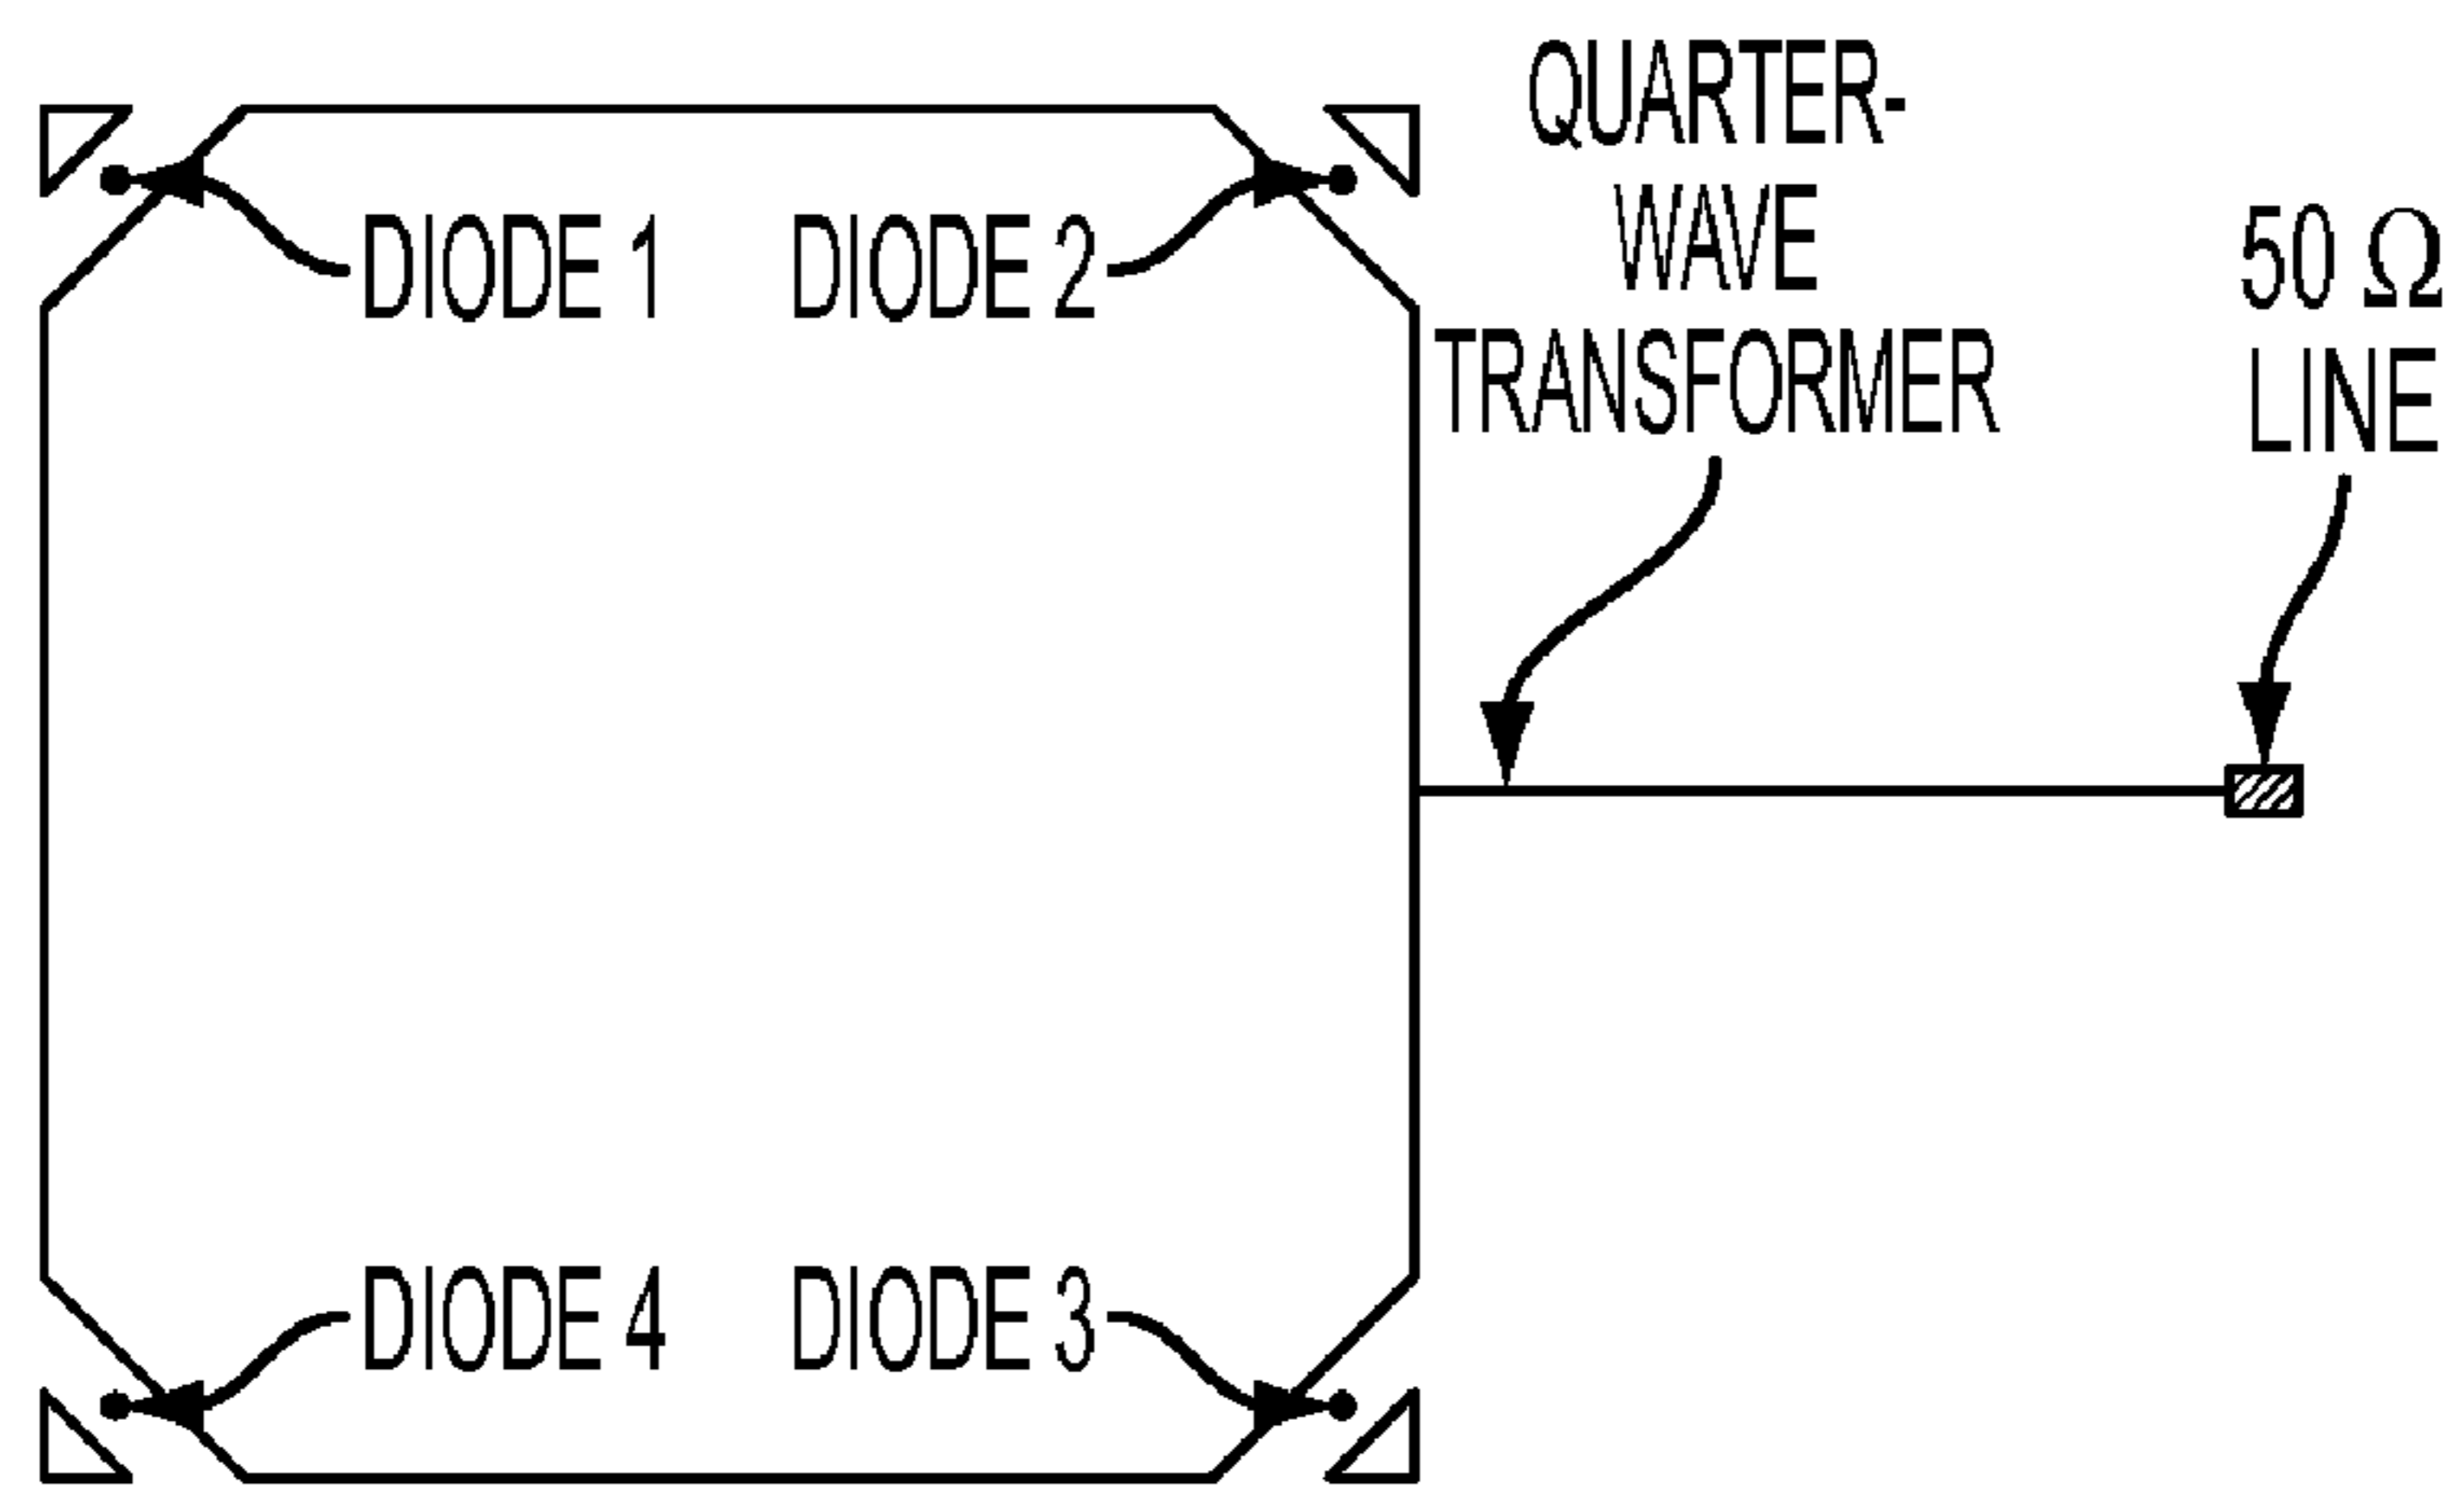 QUARTER-
WAVE
TRANSFORMER
50 Ω
LINE
DIODE 1
DIODE 2
DIODE 4
DIODE 3